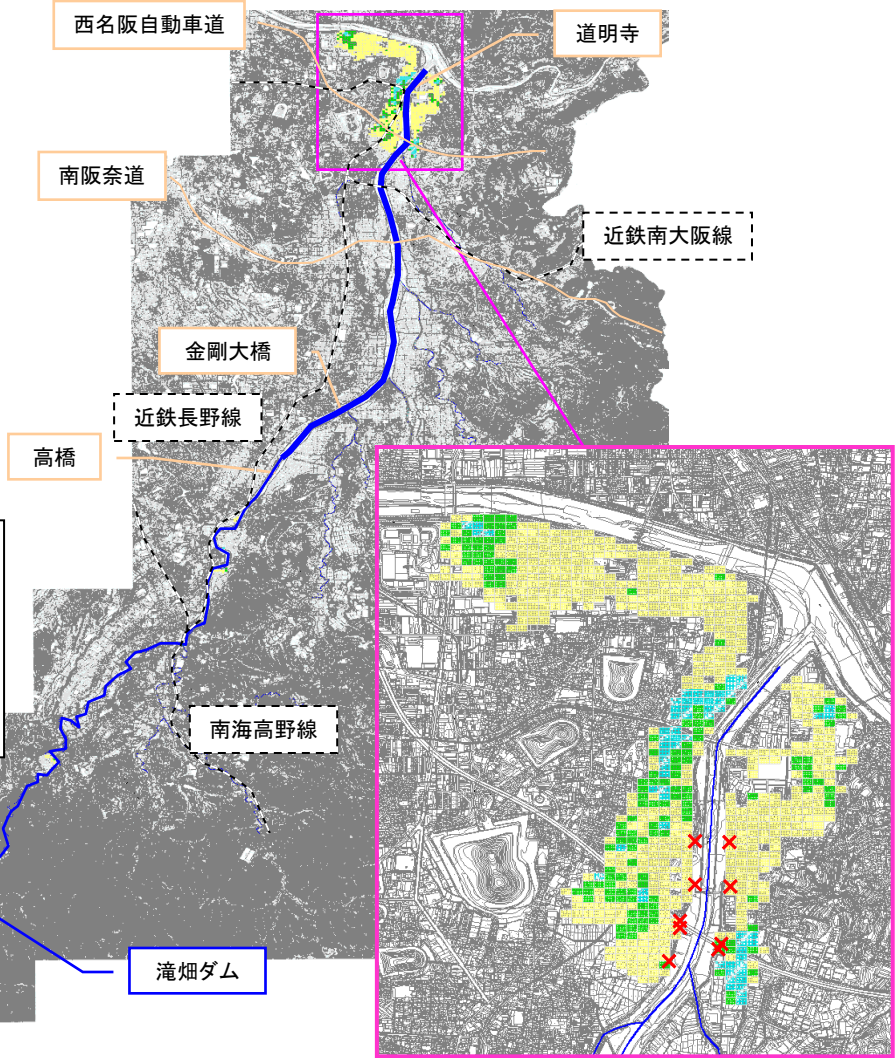 西名阪自動車道
道明寺
南阪奈道
近鉄南大阪線
金剛大橋
近鉄長野線
高橋
南海高野線
滝畑ダム